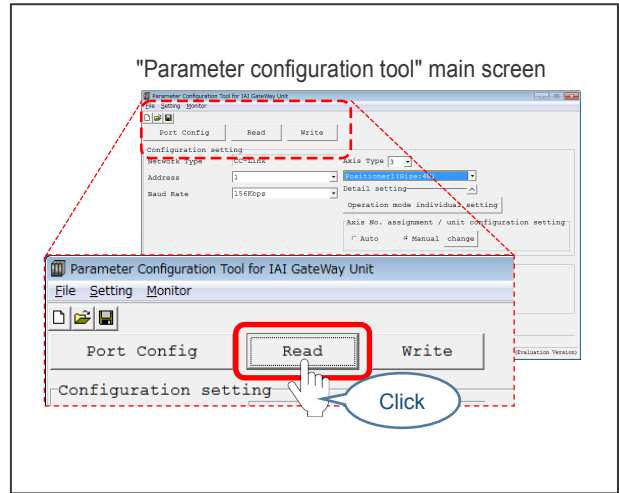 "Parameter configuration tool" main screen
Parameter Configuration Tool for IAI GateWay Unit
File Setting Monitor
Port Config Read Write
Configuration setting
Network Type CC-Link Axis Type 3
Address 1 Positioner1(Size:4W)
Baud Rate 156Kbps Detail setting
Operation mode individual setting
Axis No. assignment / unit configuration setting
Auto Manual change
Parameter Configuration Tool for IAI GateWay Unit
File Setting Monitor
Port Config Read Write
(Evaluation Version)
Configuration setting
Click